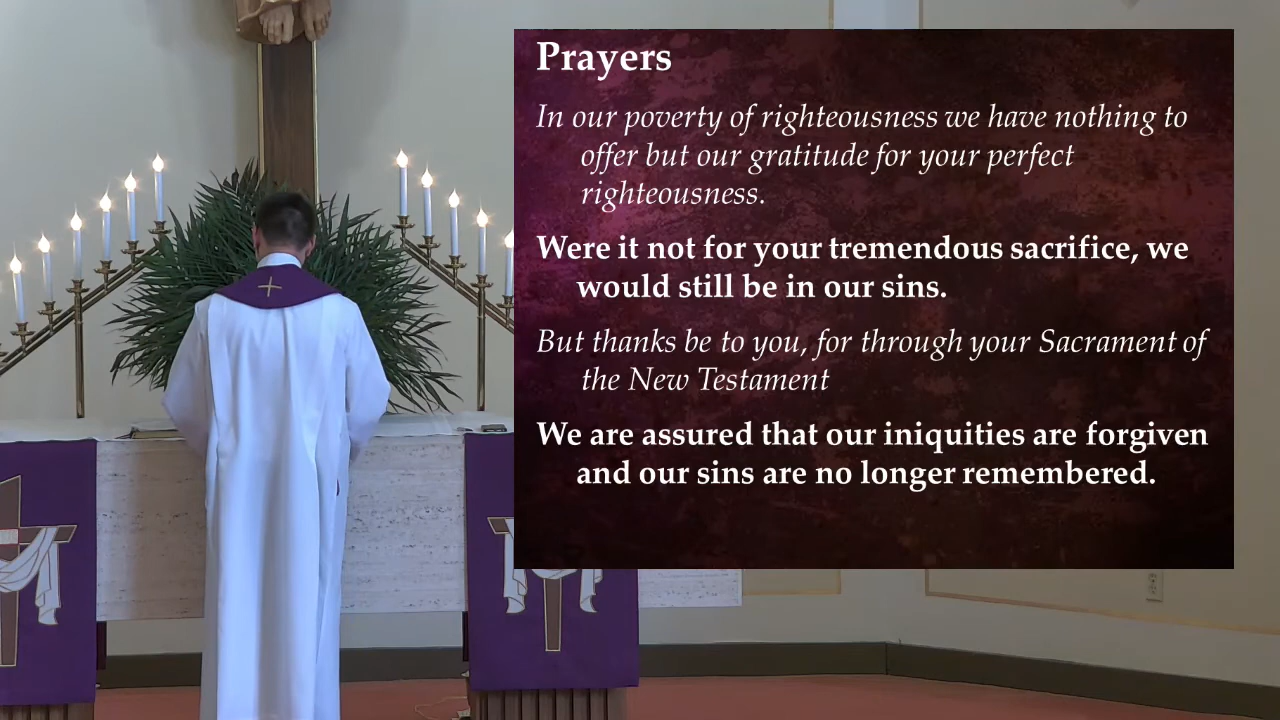 Prayers
In our poverty of righteousness we have nothing to
offer but our gratitude for your perfect
righteousness.
Were it not for your tremendous sacrifice, we
would still be in our sins.
But thanks be to you, for through your Sacrament of
the New Testament
We are assured that our iniquities are forgiven
and our sins are no longer remembered.